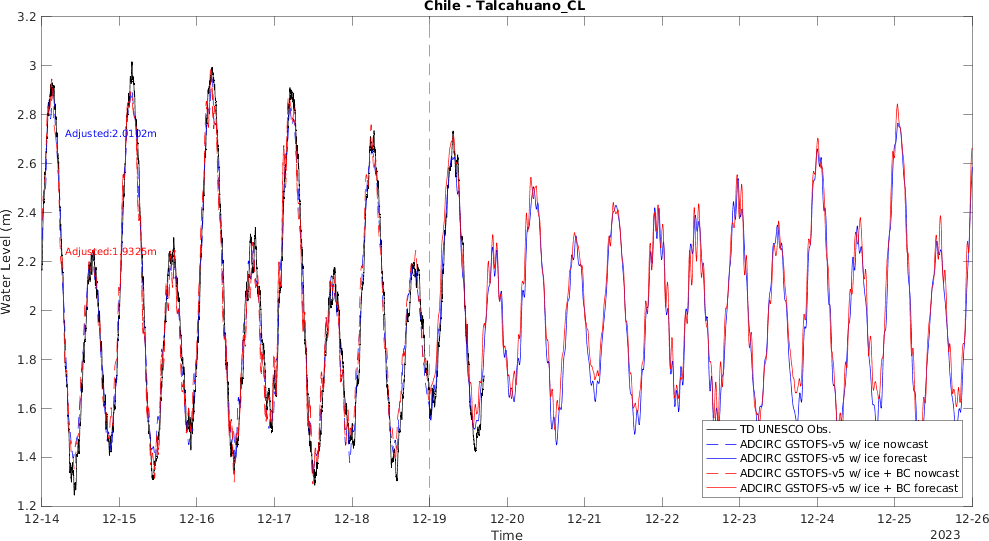 Chile - Talcahuano_CL
3.2
3
2.8
2.6
2.4
2.2
2
1.8
1.6
1.4
1.2
Water Level (m)
Adjusted:2.0102m
Adjusted:1.9325m
TD UNESCO Obs.
ADCIRC GSTOFS-v5 w/ ice nowcast
ADCIRC GSTOFS-v5 w/ ice forecast
ADCIRC GSTOFS-v5 w/ ice + BC nowcast
ADCIRC GSTOFS-v5 w/ ice + BC forecast
12-14 12-15 12-16 12-17 12-18 12-19 12-20 12-21 12-22 12-23 12-24 12-25 12-26
Time
2023